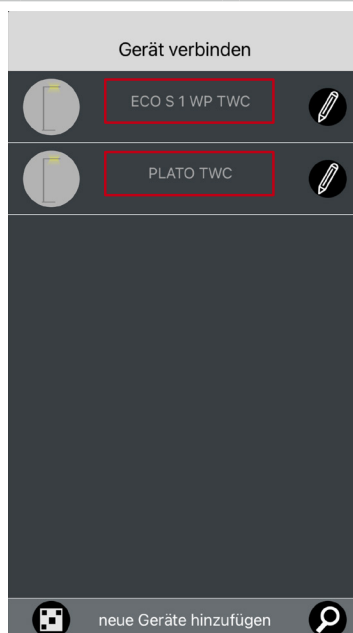 Gerät verbinden
ECO S 1 WP TWC
PLATO TWC
neue Geräte hinzufügen